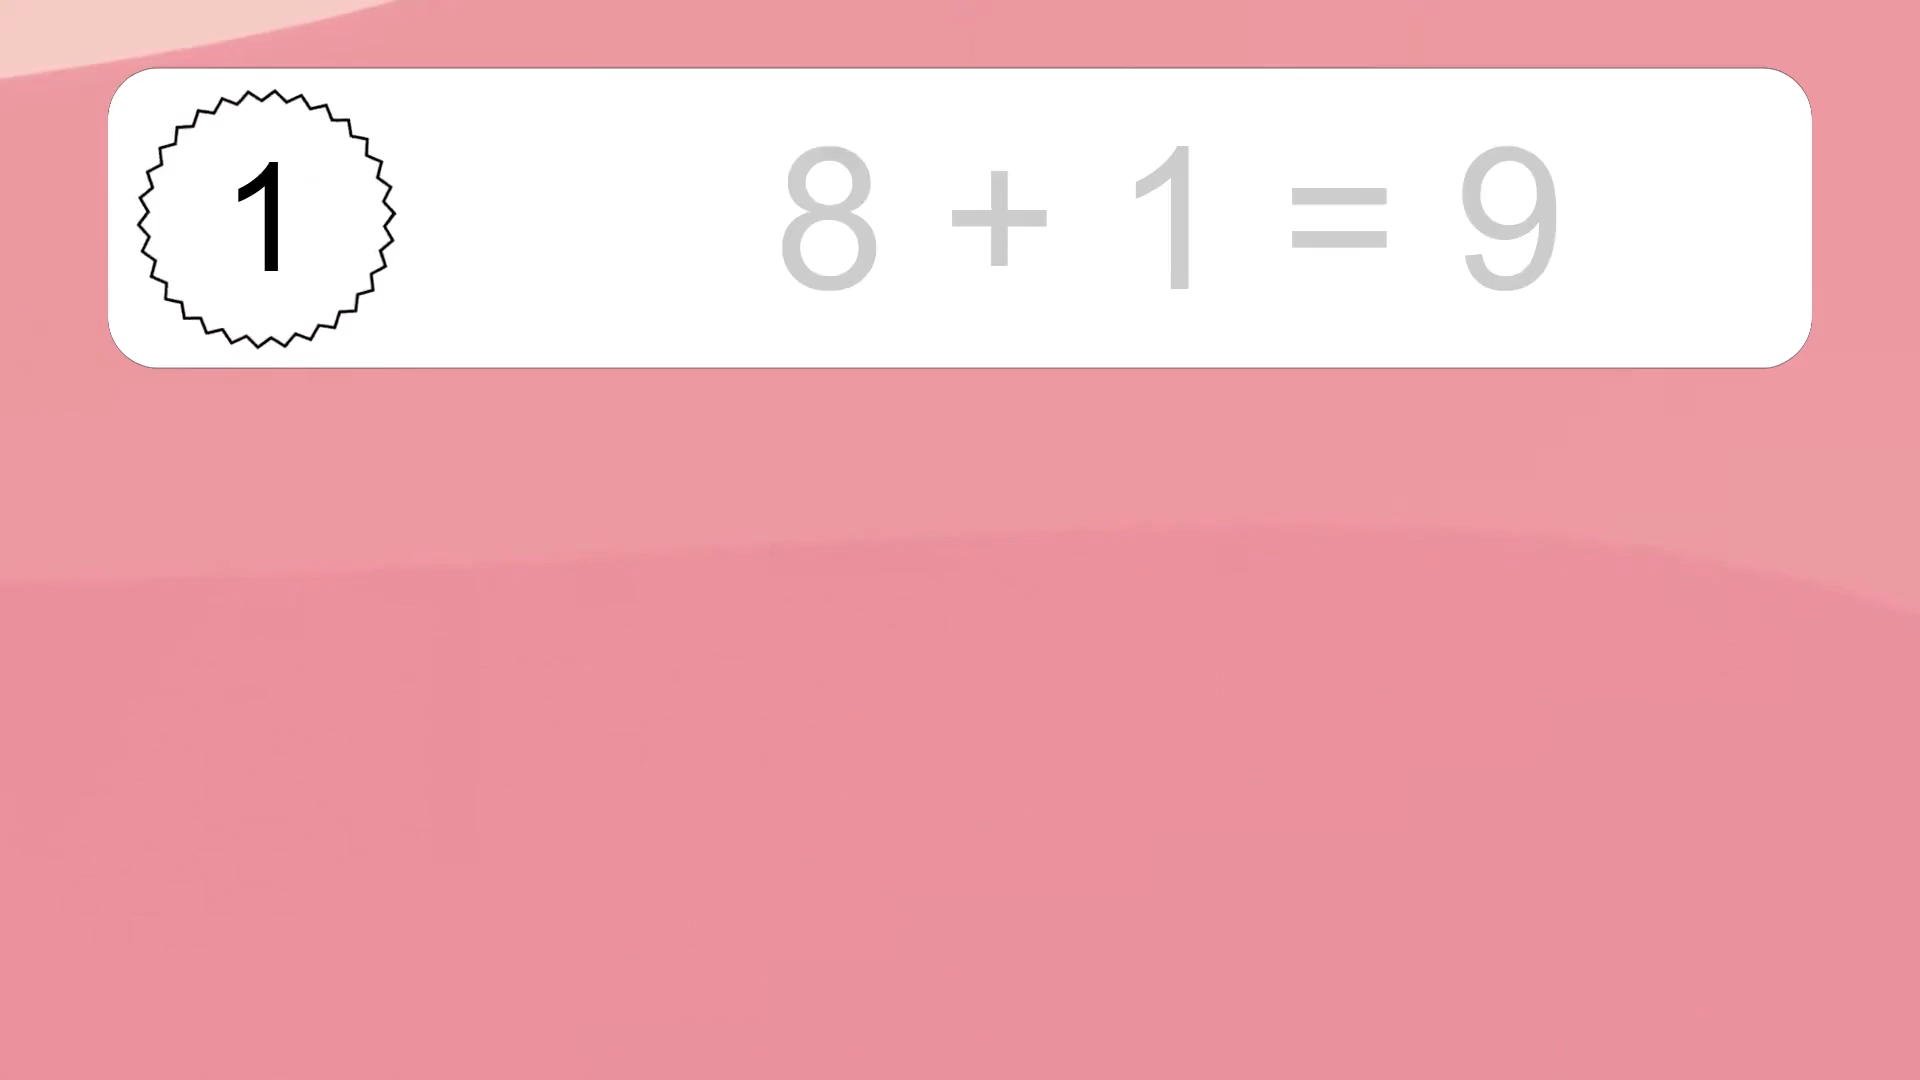 1 8 + 1 = 9